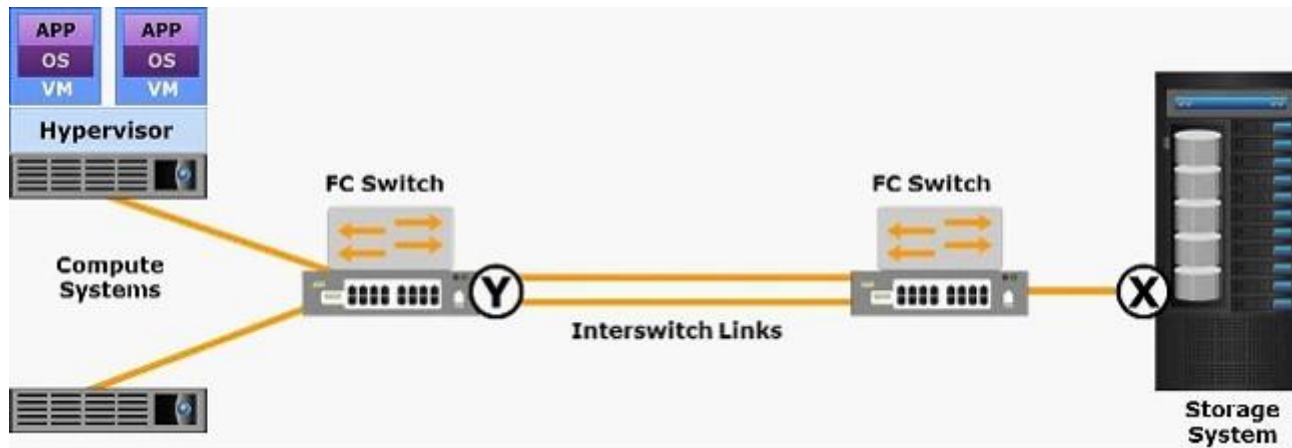 APP
OS
VM
APP
OS
VM
Hypervisor
FC Switch
FC Switch
Compute
Systems
Y
X
Interswitch Links
Storage
System